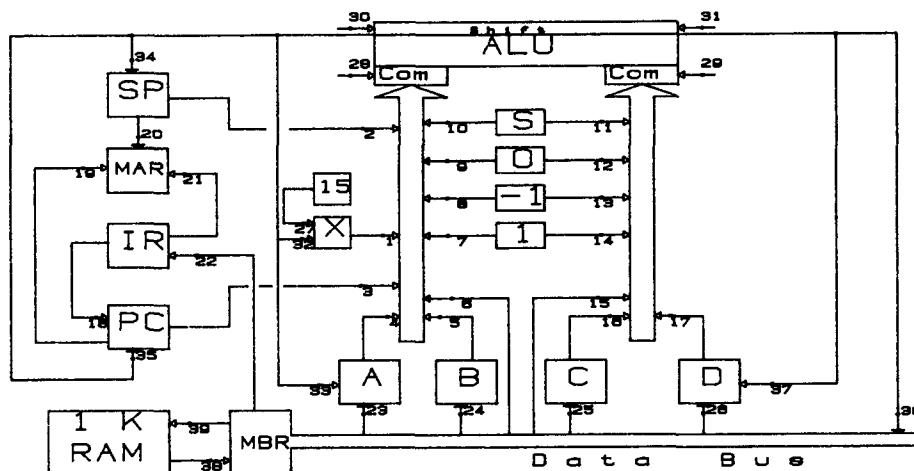 30 31
Shift
ALU
34 28 Com Com 29
SP
20 2 10 S 11
MAR 9 0 12
19 21 15 8 -1 13
IR 27 X 1 7 1 14
22 32
3 6 15
18 PC 4 5 16 17
35
A B C D
33 37
23 24 25 26
1 K 39
RAM MBR
38
Data Bus